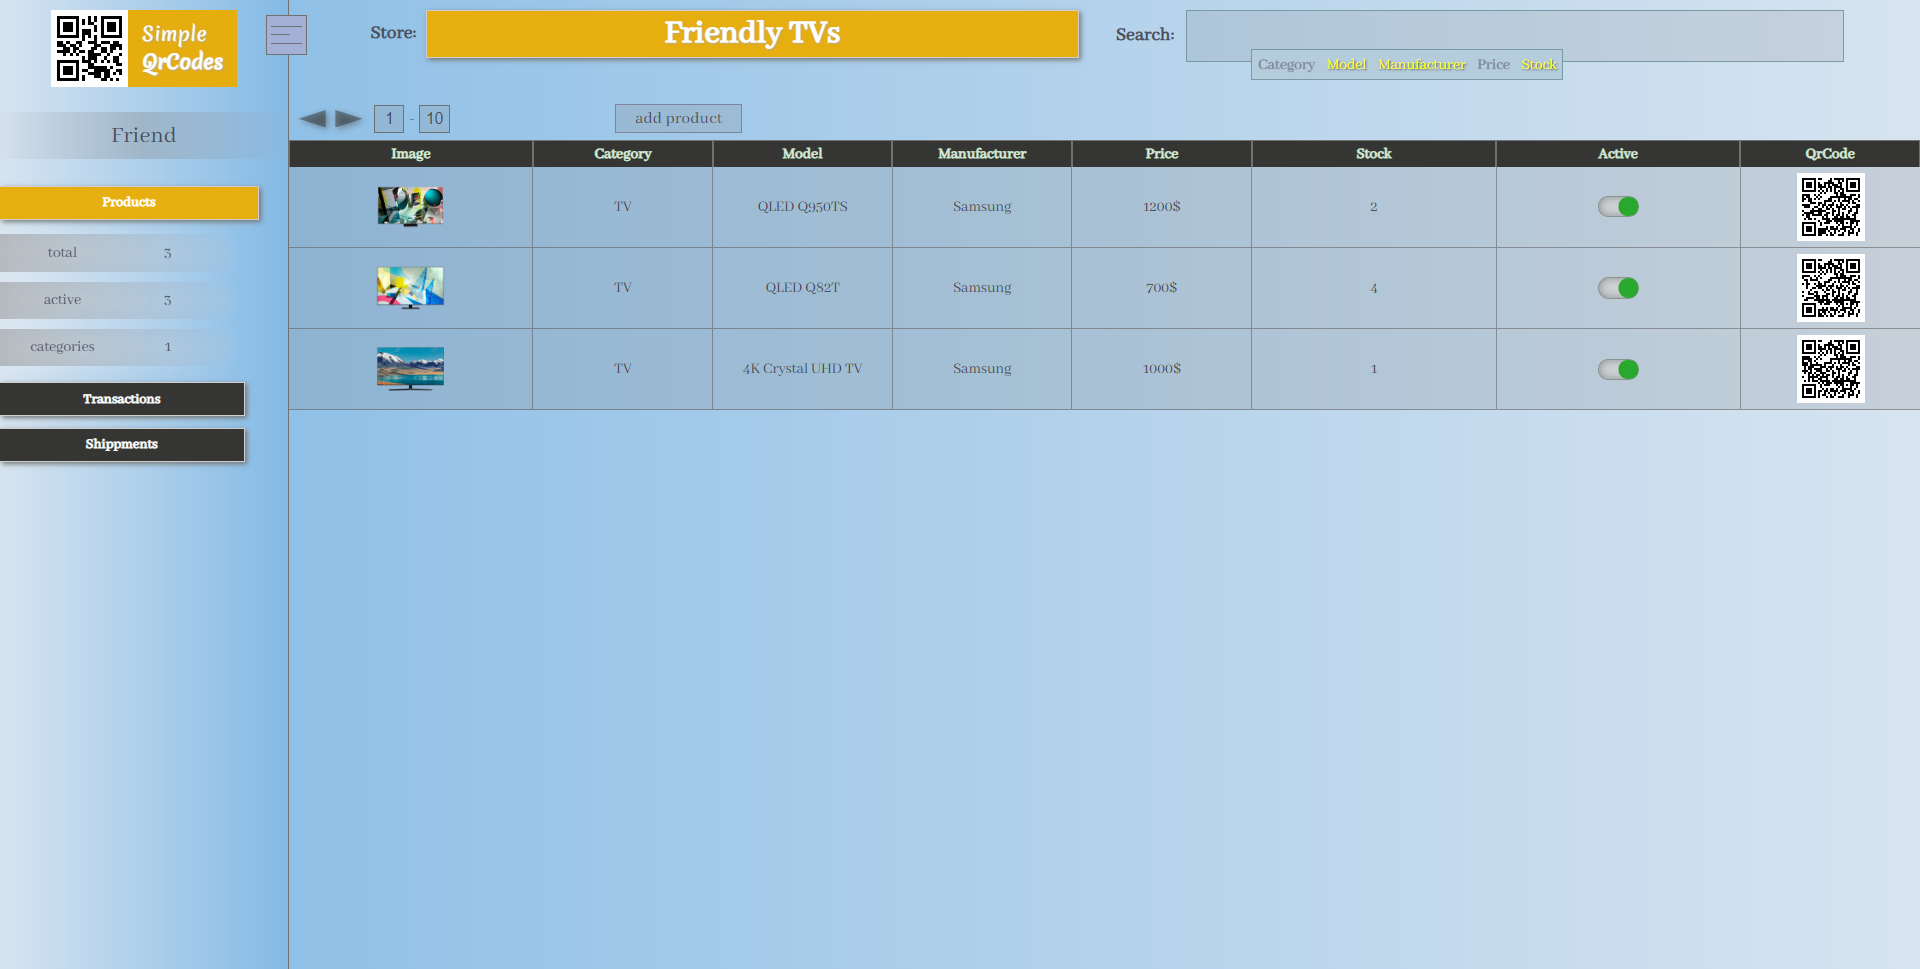 Simple
QrCodes
Store: Friendly TVs Search:
Category Model Manufacturer Price Stock
Friend
Products
total 3
active 3
categories 1
Transactions
Shippments
1 - 10 add product
Image Category Model Manufacturer Price Stock Active QrCode
TV QLED Q950TS Samsung 1200$ 2
TV QLED Q82T Samsung 700$ 4
TV 4K Crystal UHD TV Samsung 1000$ 1